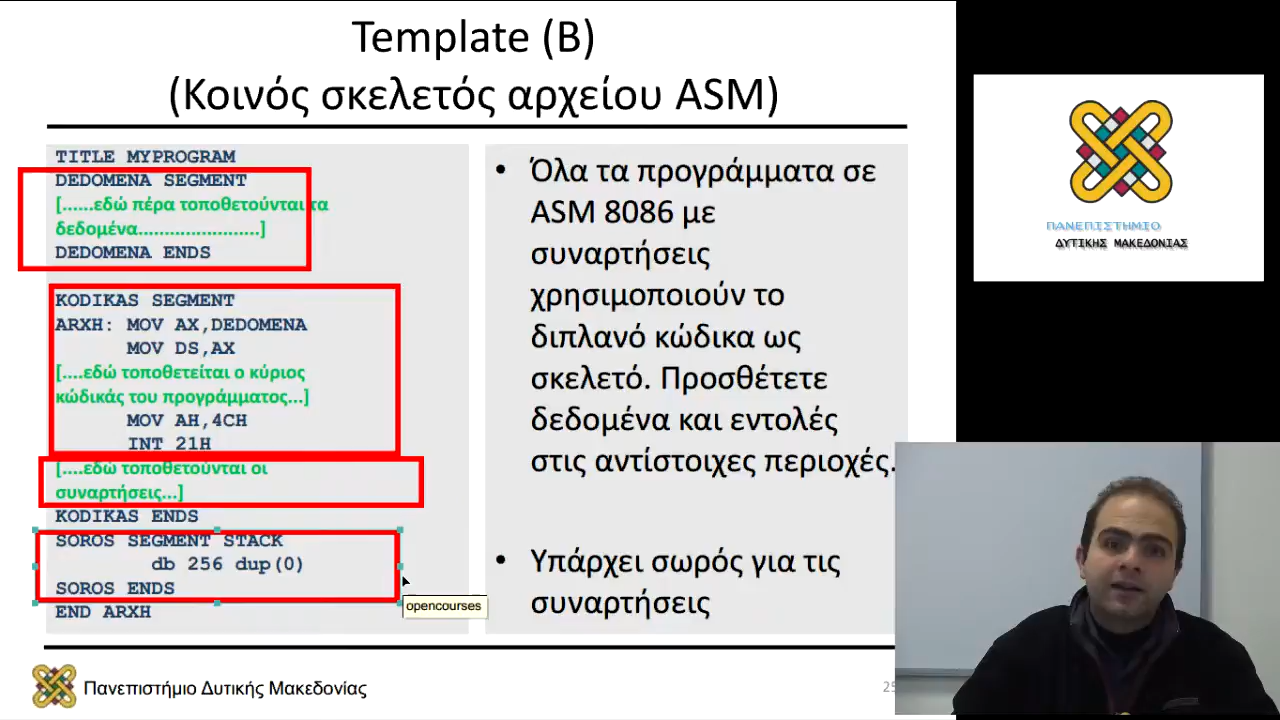 Template (B)
(Κοινός σκελετός αρχείου ASM)
TITLE MYPROGRAM
DEDOMENA SEGMENT
[......εδώ πέρα τοποθετούνται τα
δεδομένα.......................]
DEDOMENA ENDS
KODIKAS SEGMENT
ARXH: MOV AX,DEDOMENA
MOV DS,AX
[....εδώ τοποθετείται ο κύριος
κώδικάς του προγράμματος...]
MOV AH,4CH
INT 21H
[....εδώ τοποθετούνται οι
συναρτήσεις...]
KODIKAS ENDS
SOROS SEGMENT STACK
db 256 dup(0)
SOROS ENDS
END ARXH
opencourses
• Όλα τα προγράμματα σε
ASM 8086 με
συναρτήσεις
χρησιμοποιούν το
διπλανό κώδικα ως
σκελετό. Προσθέτετε
δεδομένα και εντολές
στις αντίστοιχες περιοχές.
• Υπάρχει σωρός για τις
συναρτήσεις
Πανεπιστήμιο Δυτικής Μακεδονίας
25
ΠΑΝΕΠΙΣΤΗΜΙΟ
ΔΥΤΙΚΗΣ ΜΑΚΕΔΟΝΙΑΣ